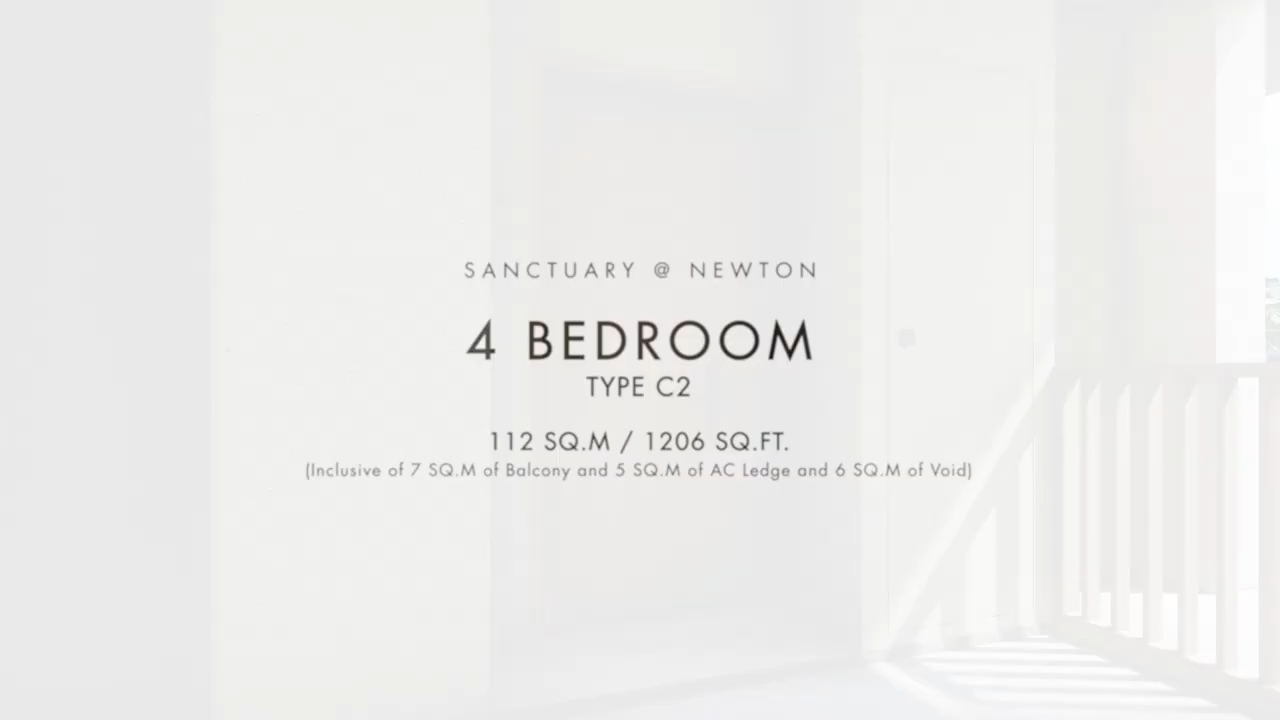 SANCTUARY @ NEWTON
4 BEDROOM
TYPE C2
112 SQ.M / 1206 SQ.FT.
(Inclusive of 7 SQ.M of Balcony and 5 SQ.M of AC Ledge and 6 SQ.M of Void)